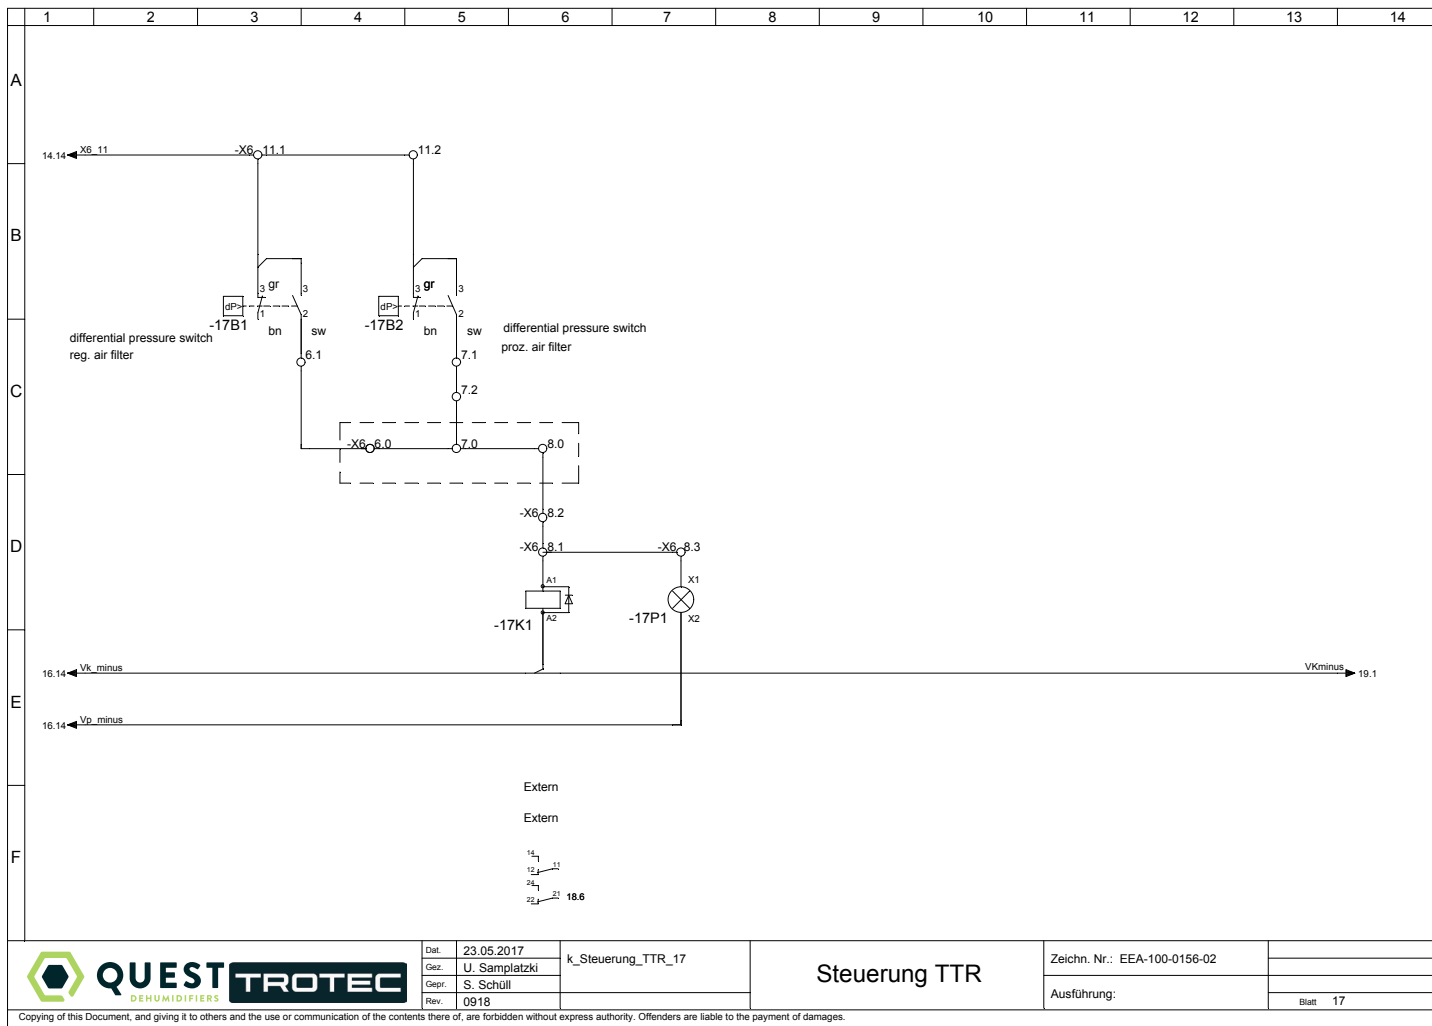 1 2 3 4 5 6 7 8 9 10 11 12 13 14
A
14.14 X6_11 -X6 11.1 11.2
B
3 gr 3 3 gr 3
dP> dP>
1 2 1 2
-17B1 bn sw -17B2 bn sw differential pressure switch
differential pressure switch
proz. air filter
reg. air filter 6.1 7.1
C
7.2
-X6 6.0 7.0 8.0
-X6 8.2
D
-X6 8.1 -X6 8.3
A1 X1
-17K1 A2 -17P1 X2
16.14 Vk_minus VKminus 19.1
E
16.14 Vp_minus
Extern
Extern
F
14
12 11
24
22 21 18.6
QUEST
DEHUMIDIFIERS
TROTEC
Dat. 23.05.2017
Gez. U. Samplatzki
Gepr. S. Schüll
Rev. 0918
k_Steuerung_TTR_17
Steuerung TTR
Zeichn. Nr.: EEA-100-0156-02
Ausführung:
Blatt 17
Copying of this Document, and giving it to others and the use or communication of the contents there of, are forbidden without express authority. Offenders are liable to the payment of damages.